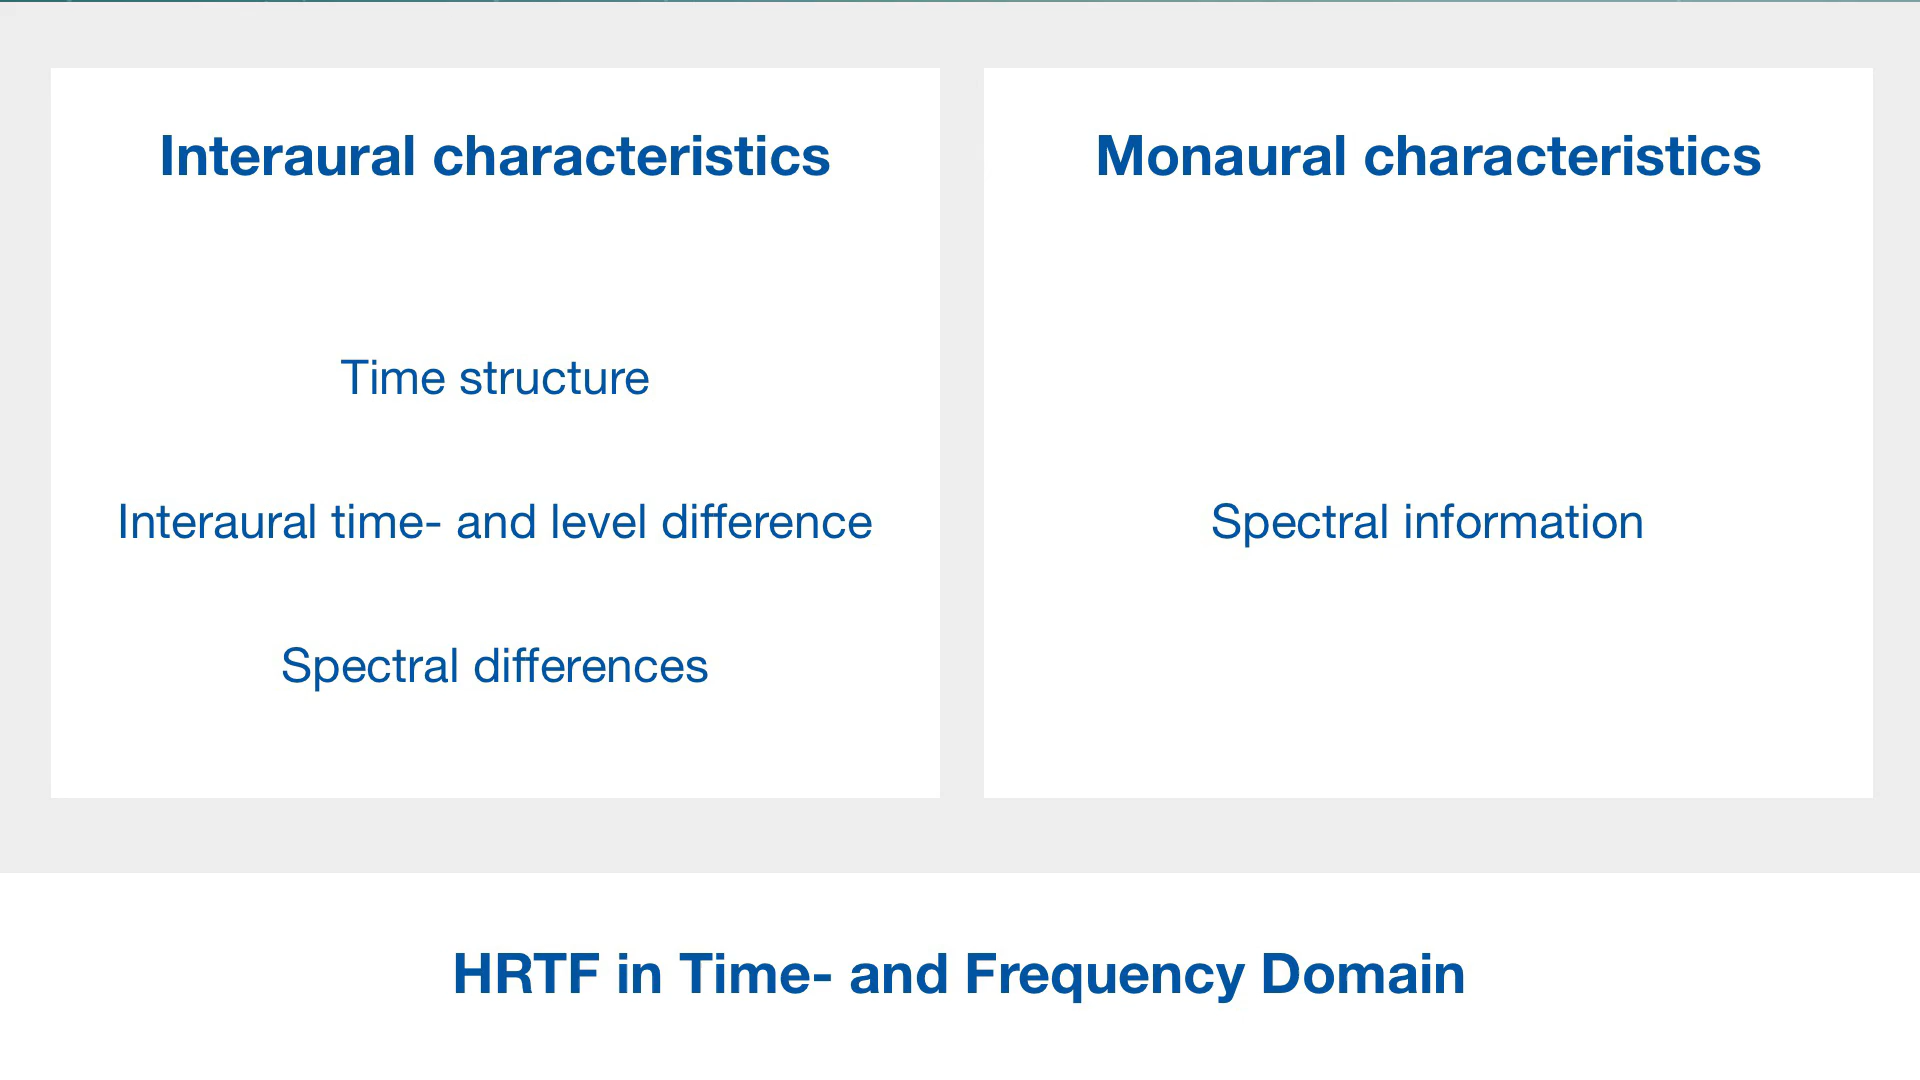 Interaural characteristics
Time structure
Interaural time- and level difference
Spectral differences
Monaural characteristics
Spectral information
HRTF in Time- and Frequency Domain